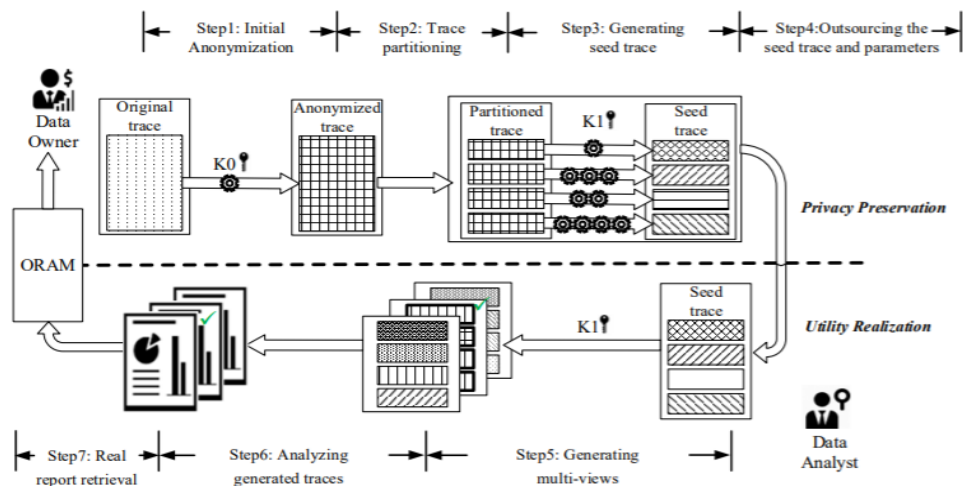 Step1: Initial
Anonymization
Step2: Trace
partitioning
Step3: Generating
seed trace
Step4:Outsourcing the
seed trace and parameters
Data
Owner
Original
trace
K0
Anonymized
trace
Partitioned
trace
K1
Seed
trace
Privacy Preservation
ORAM
Utility Realization
K1
Seed
trace
Data
Analyst
Step7: Real
report retrieval
Step6: Analyzing
generated traces
Step5: Generating
multi-views